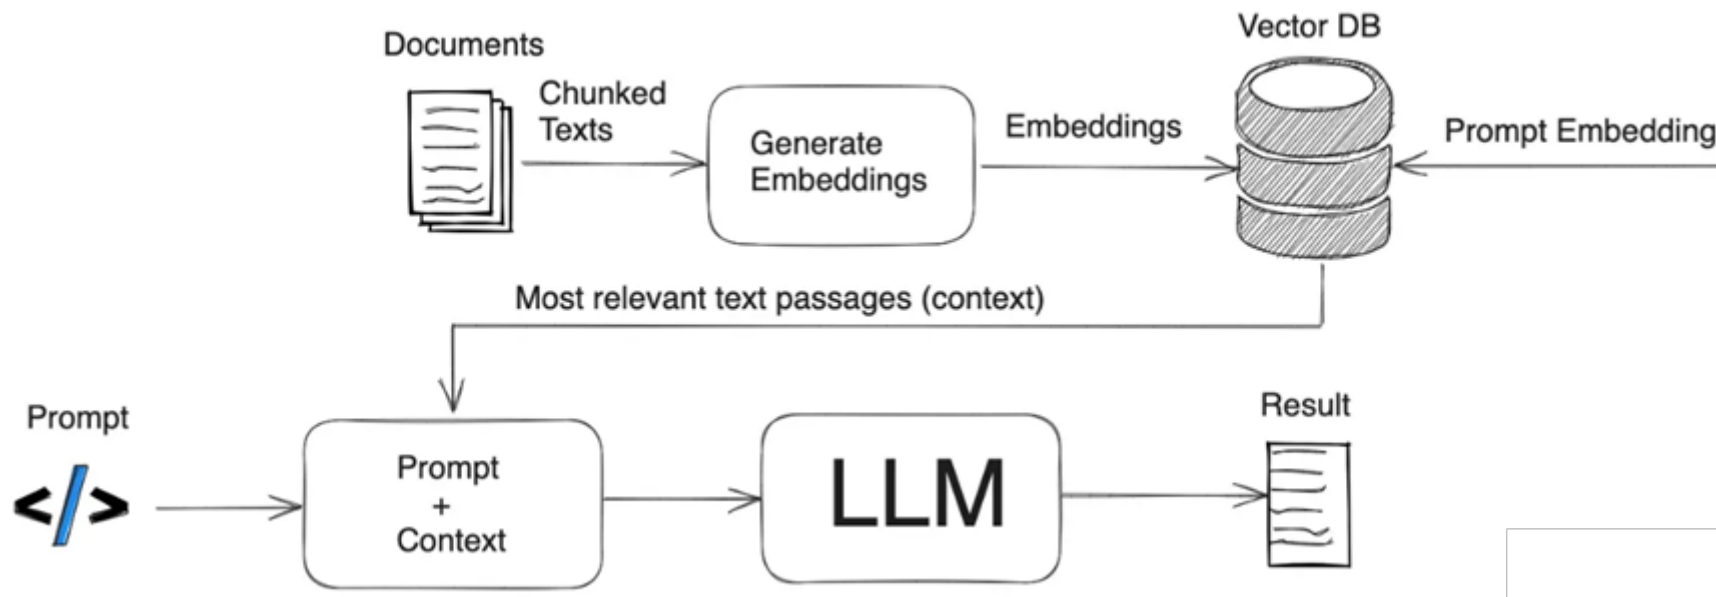 Documents
Vector DB
Chunked
Texts
Generate
Embeddings
Embeddings
Prompt Embedding
Most relevant text passages (context)
Prompt
</>
Prompt
+
Context
LLM
Result